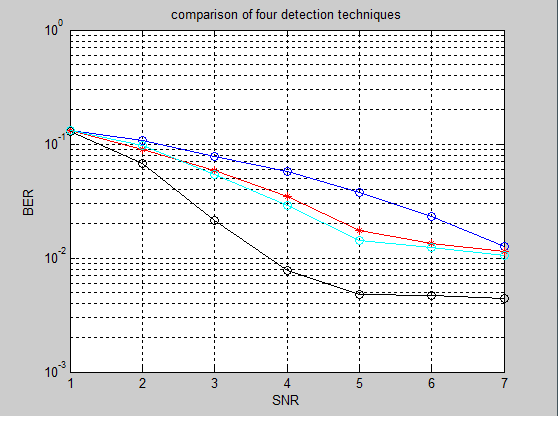 comparison of four detection techniques
10^0
10^-1
10^-2
10^-3
BER
1 2 3 4 5 6 7
SNR